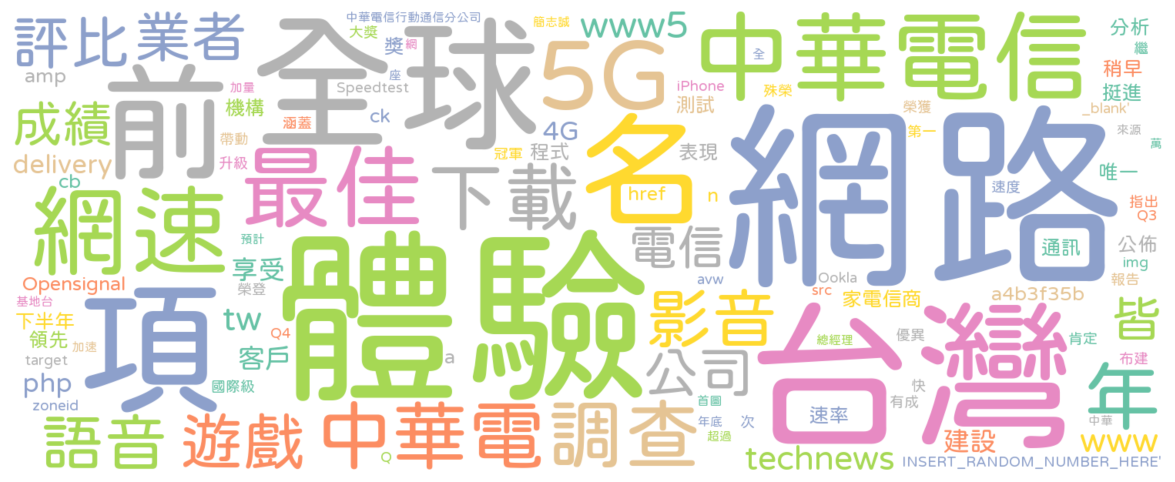 中華電信行動通信分公司
簡志誠
www5
評比
業者
大獎
獎
網
前
全球
5G
中華電信
全
分析
繼
amp
座
Speedtest
加量
iPhone
稍早
成績
機構
涵蓋
ck
測試
殊榮
挺進
榮獲
_blank'
帶動
4G
第一
來源
萬
delivery
升級
最佳
冠軍
程式
名
表現
網路
cb
下載
href
n
速度
唯一
網速
指出
Q3
預計
電信
通訊
公佈
享受
體驗
img
Opensignal
榮登
avw
Ookla
報告
基地台
項
src
家電信商
a4b3f35b
下半年
tw
影音
皆
領先
Q4
優異
肯定
加速
客戶
總經理
台灣
target
a
公司
布建
php
國際級
快
年
zoneid
首圖
有成
語音
遊戲
中華電
調查
年底
次
速率
中華
超過
建設
www
Q
technews
INSERT_RANDOM_NUMBER_HERE'